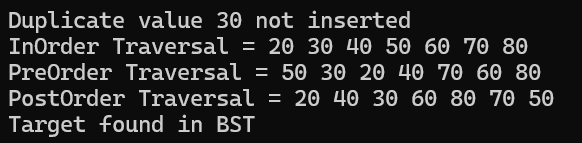 Duplicate value 30 not inserted
InOrder Traversal = 20 30 40 50 60 70 80
PreOrder Traversal = 50 30 20 40 70 60 80
PostOrder Traversal = 20 40 30 60 80 70 50
Target found in BST